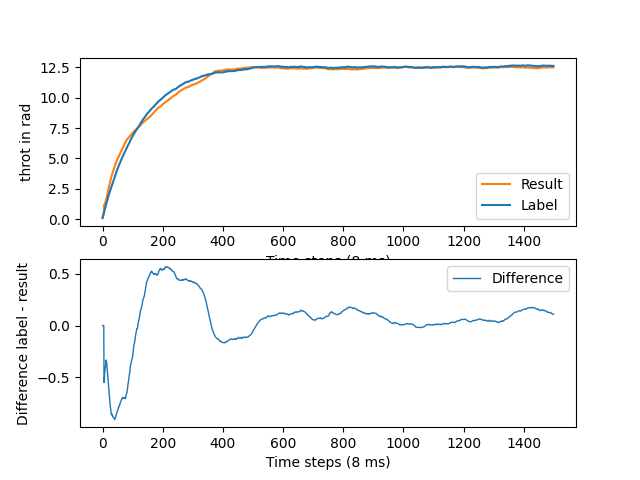 12.5
10.0
7.5
5.0
2.5
0.0
throt in rad
Result
Label
0 200 400 600 800 1000 1200 1400
Time steps (8 ms)
0.5
0.0
−0.5
Difference label - result
Difference
0 200 400 600 800 1000 1200 1400
Time steps (8 ms)